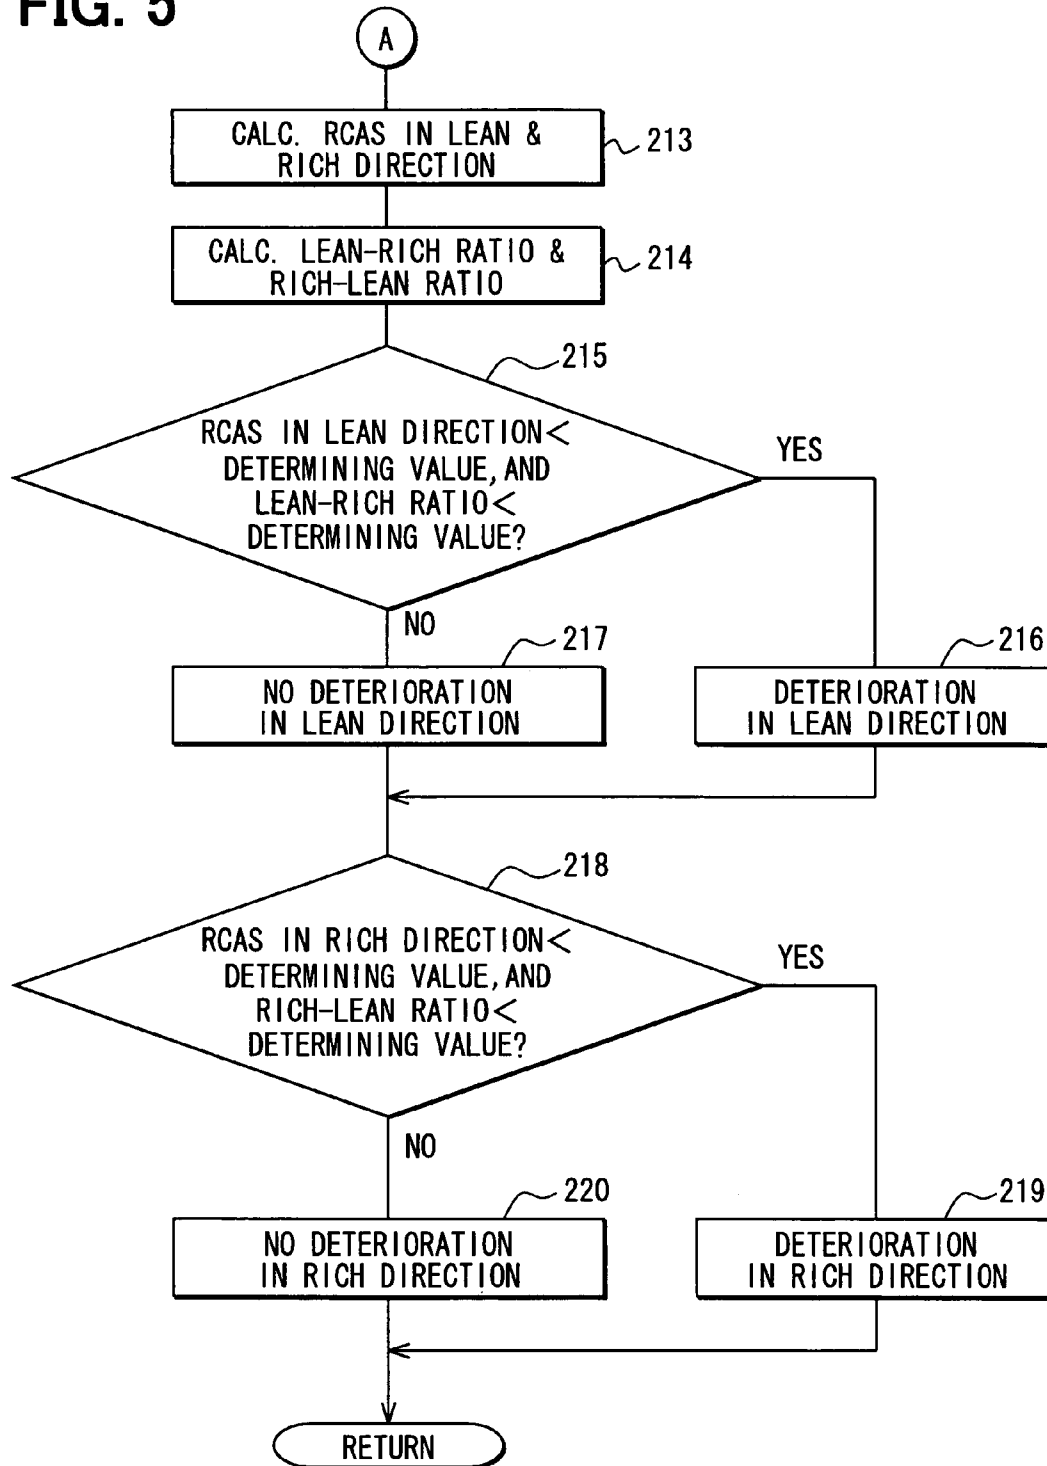 FIG. 5
A
CALC. RCAS IN LEAN &
RICH DIRECTION
213
CALC. LEAN-RICH RATIO &
RICH-LEAN RATIO
214
215
RCAS IN LEAN DIRECTION<
DETERMINING VALUE, AND
LEAN-RICH RATIO<
DETERMINING VALUE?
YES
NO
217
NO DETERIORATION
IN LEAN DIRECTION
216
DETERIORATION
IN LEAN DIRECTION
218
RCAS IN RICH DIRECTION<
DETERMINING VALUE, AND
RICH-LEAN RATIO<
DETERMINING VALUE?
YES
NO
220
NO DETERIORATION
IN RICH DIRECTION
219
DETERIORATION
IN RICH DIRECTION
RETURN